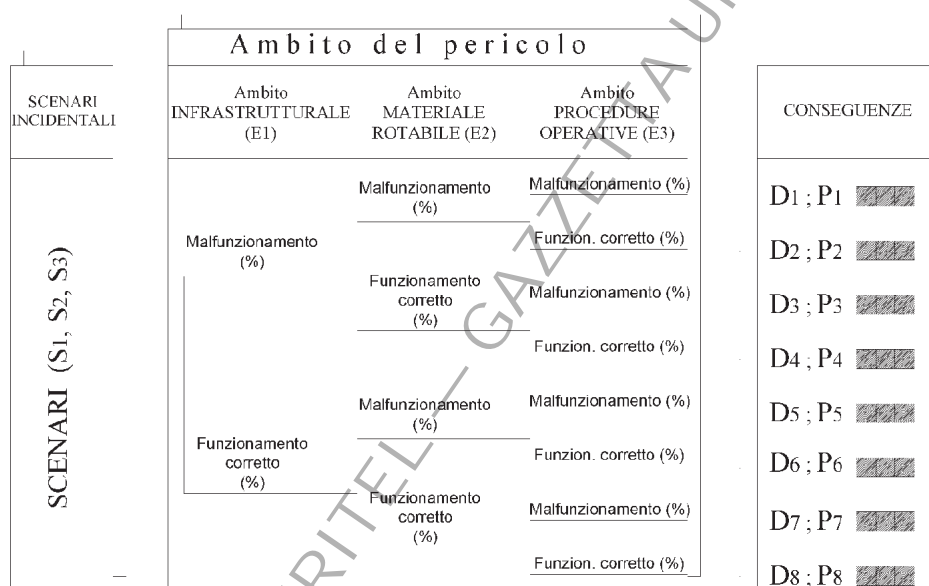 Ambito del pericolo
SCENARI
INCIDENTALI
Ambito
INFRASTRUTTURALE
(E1)
Ambito
MATERIALE
ROTABILE (E2)
Ambito
PROCEDURE
OPERATIVE (E3)
CONSEGUENZE
SCENARI (S1, S2, S3)
Malfunzionamento
(%)
Funzionamento
corretto
(%)
Malfunzionamento
(%)
Funzionamento
corretto
(%)
Malfunzionamento
(%)
Funzionamento
corretto
(%)
Malfunzionamento (%)
Funzion. corretto (%)
Malfunzionamento (%)
Funzion. corretto (%)
Malfunzionamento (%)
Funzion. corretto (%)
Malfunzionamento (%)
Funzion. corretto (%)
D1 ; P1
D2 ; P2
D3 ; P3
D4 ; P4
D5 ; P5
D6 ; P6
D7 ; P7
D8 ; P8
RITEL — GAZZETTA U